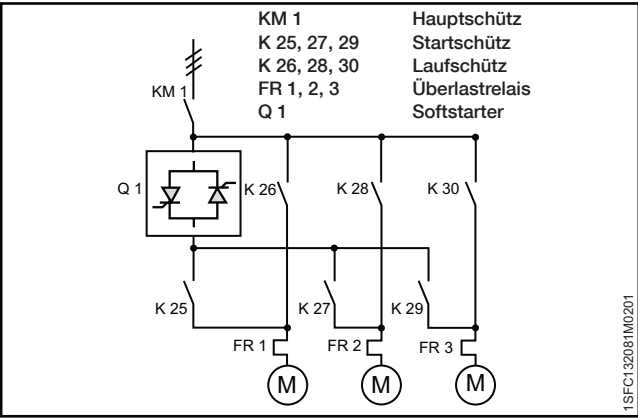 KM 1 Hauptschütz
K 25, 27, 29 Startschütz
K 26, 28, 30 Laufschütz
FR 1, 2, 3 Überlastrelais
Q 1 Softstarter
KM 1
Q 1
K 26
K 28
K 30
K 25
K 27
K 29
FR 1
FR 2
FR 3
M
M
M
1SFC132081M0201